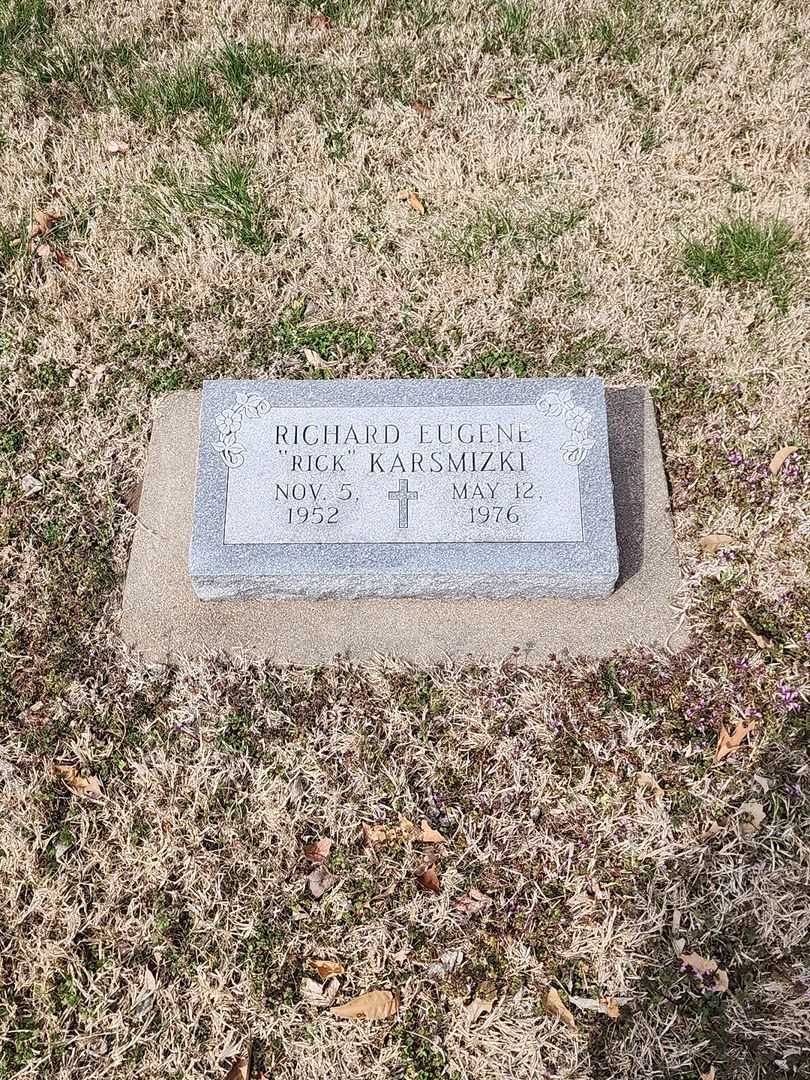 RICHARD EUGENE
"RICK" KARSMIZKI
NOV. 5, MAY 12,
1952 1976